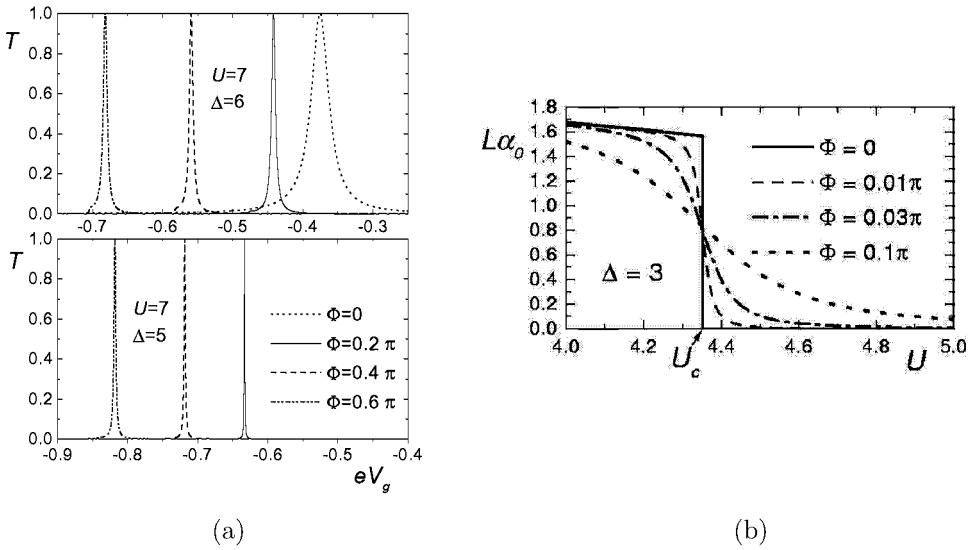 T
1.0
0.8
0.6
0.4
0.2
0.0
U=7
Δ=6
-0.7 -0.6 -0.5 -0.4 -0.3
T
1.0
0.8
0.6
0.4
0.2
0.0
U=7
Δ=5
Φ=0
Φ=0.2 π
Φ=0.4 π
Φ=0.6 π
-0.9 -0.8 -0.7 -0.6 -0.5 -0.4
eVg
(a)
Lα0
1.8
1.6
1.4
1.2
1.0
0.8
0.6
0.4
0.2
0.0
Φ = 0
Φ = 0.01π
Φ = 0.03π
Φ = 0.1π
Δ = 3
4.0 4.2 4.4 4.6 4.8 5.0
Uc
U
(b)